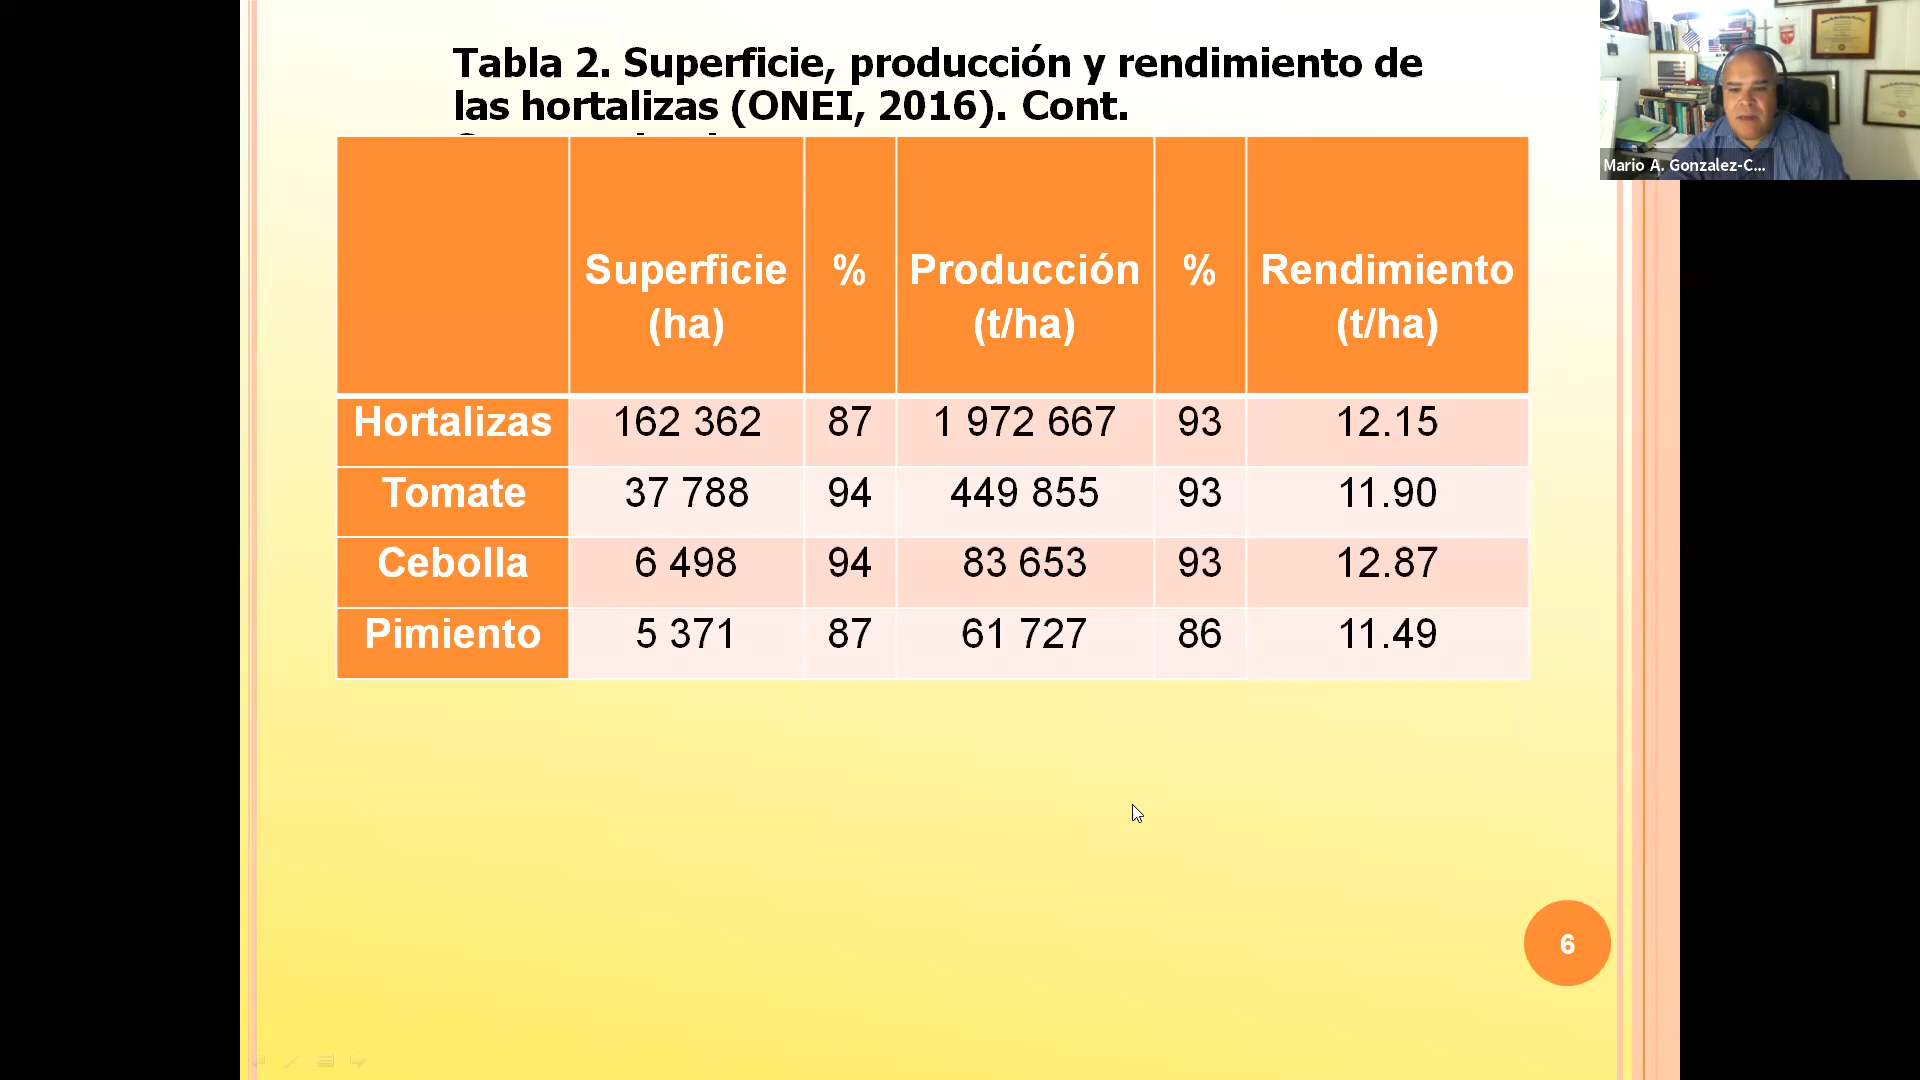 Tabla 2. Superficie, producción y rendimiento de
las hortalizas (ONEI, 2016). Cont.
Superficie (ha) % Producción (t/ha) % Rendimiento (t/ha)
Hortalizas 162 362 87 1 972 667 93 12.15
Tomate 37 788 94 449 855 93 11.90
Cebolla 6 498 94 83 653 93 12.87
Pimiento 5 371 87 61 727 86 11.49
6
Mario A. Gonzalez-C...